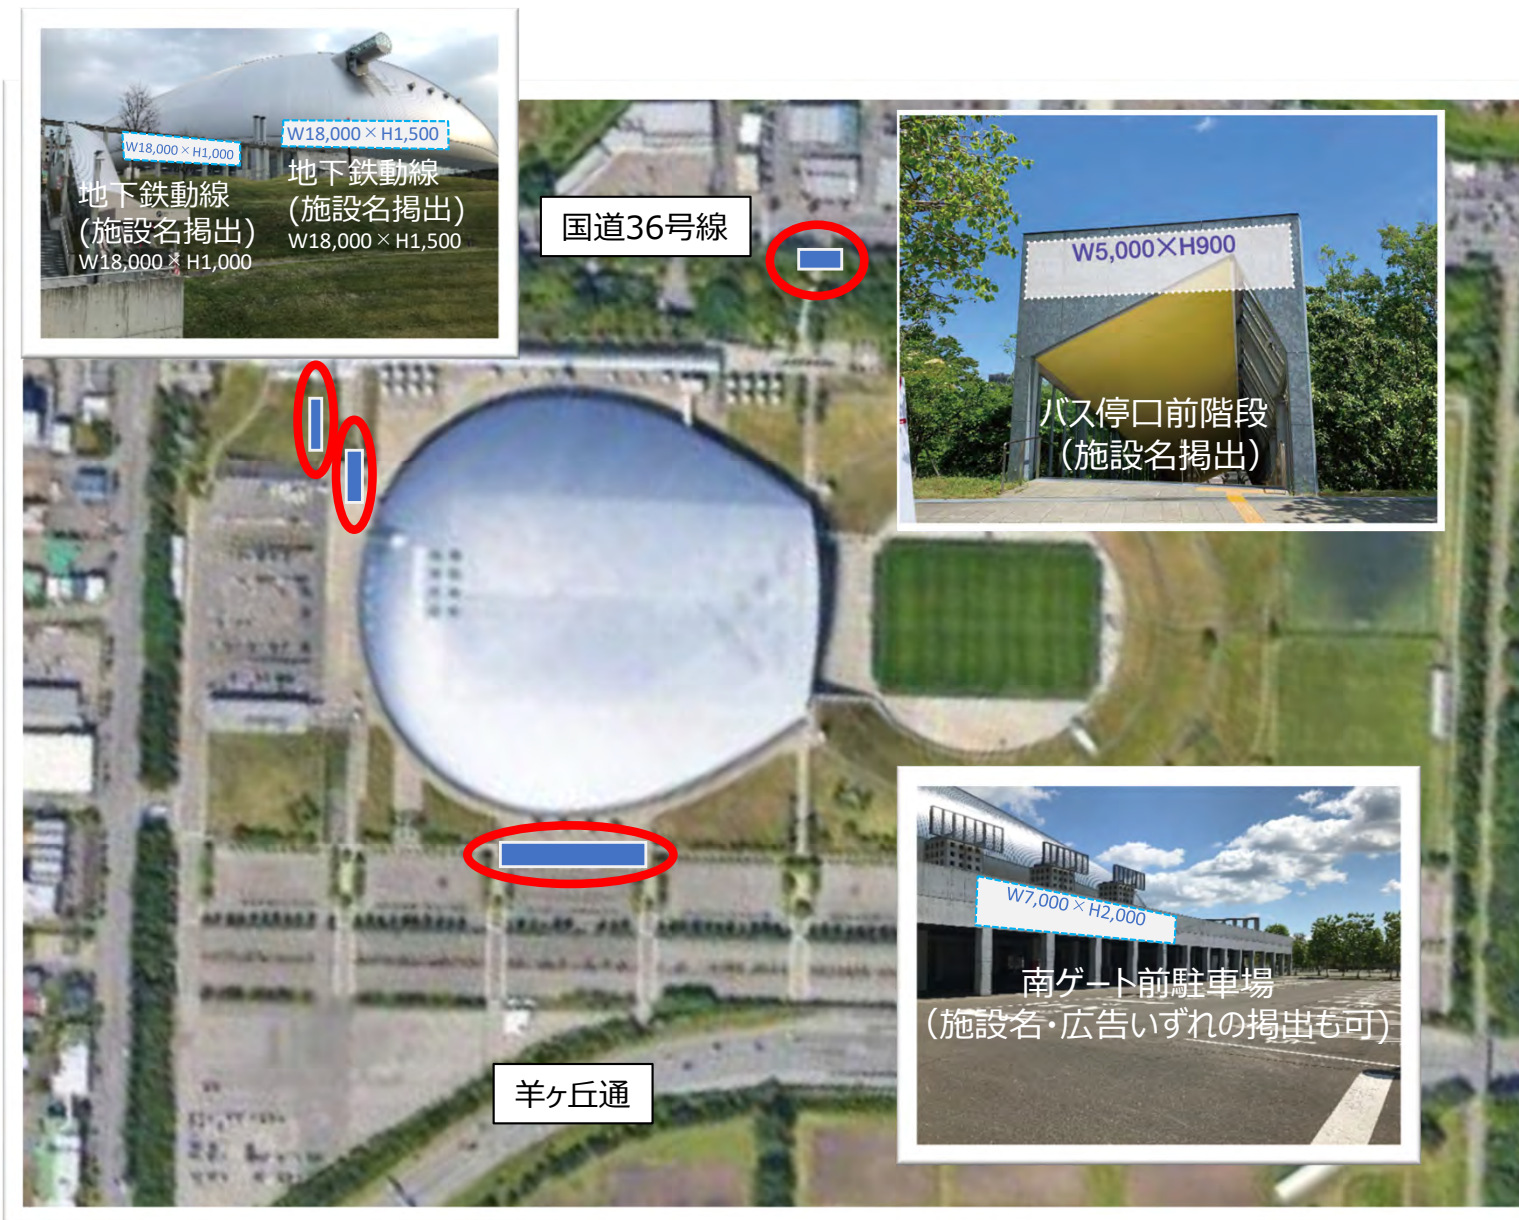 W18,000×H1,000
W18,000×H1,500
地下鉄動線
(施設名掲出)
W18,000×H1,000
地下鉄動線
(施設名掲出)
W18,000×H1,500
国道36号線
W5,000×H900
バス停口前階段
（施設名掲出）
W7,000×H2,000
南ゲート前駐車場
（施設名・広告いずれの掲出も可)
羊ヶ丘通